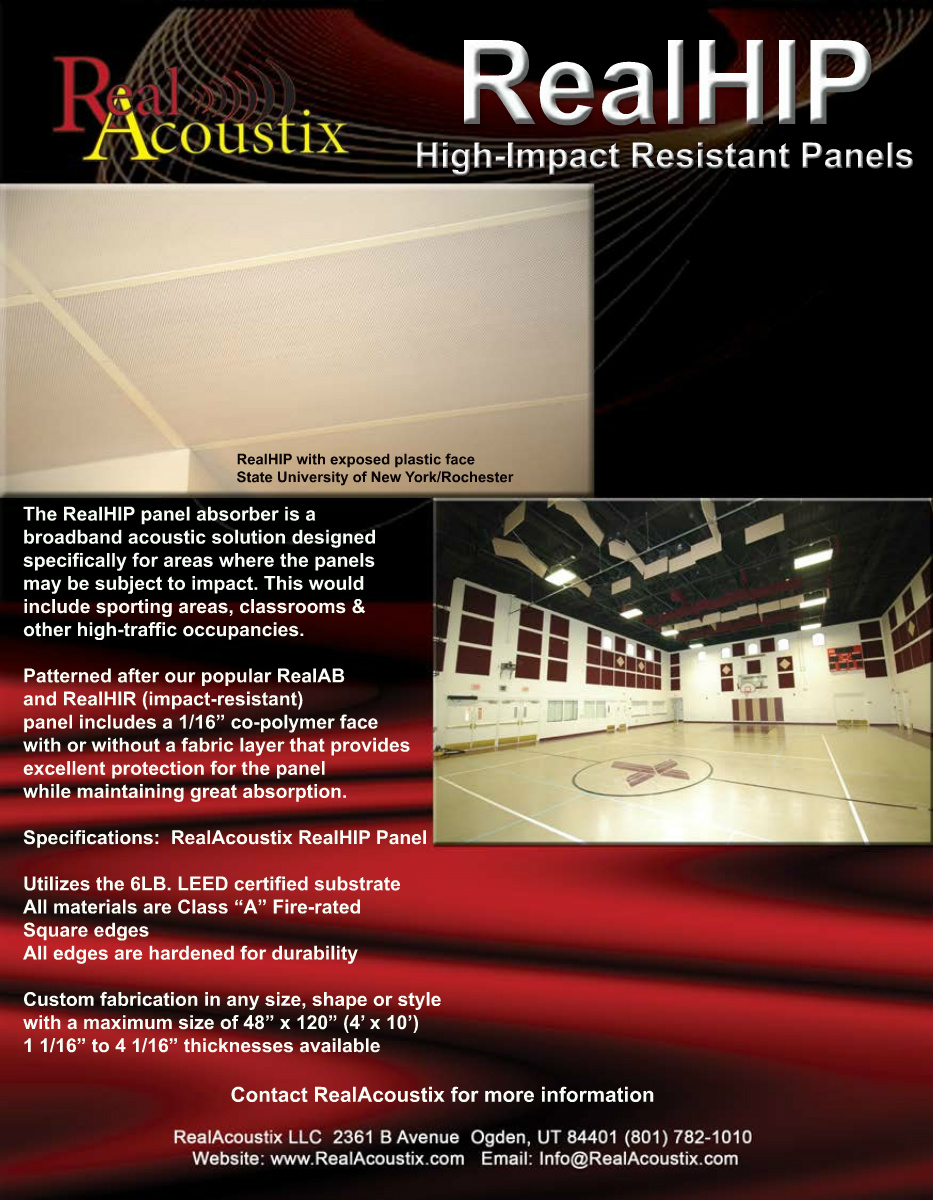 Real Acoustix
RealHIP
High-Impact Resistant Panels
RealHIP with exposed plastic face
State University of New York/Rochester
The RealHIP panel absorber is a
broadband acoustic solution designed
specifically for areas where the panels
may be subject to impact. This would
include sporting areas, classrooms &
other high-traffic occupancies.
Patterned after our popular RealAB
and RealHIR (impact-resistant)
panel includes a 1/16” co-polymer face
with or without a fabric layer that provides
excellent protection for the panel
while maintaining great absorption.
Specifications: RealAcoustix RealHIP Panel
Utilizes the 6LB. LEED certified substrate
All materials are Class “A” Fire-rated
Square edges
All edges are hardened for durability
Custom fabrication in any size, shape or style
with a maximum size of 48” x 120” (4’ x 10’)
1 1/16” to 4 1/16” thicknesses available
Contact RealAcoustix for more information
RealAcoustix LLC 2361 B Avenue Ogden, UT 84401 (801) 782-1010
Website: www.RealAcoustix.com Email: Info@RealAcoustix.com